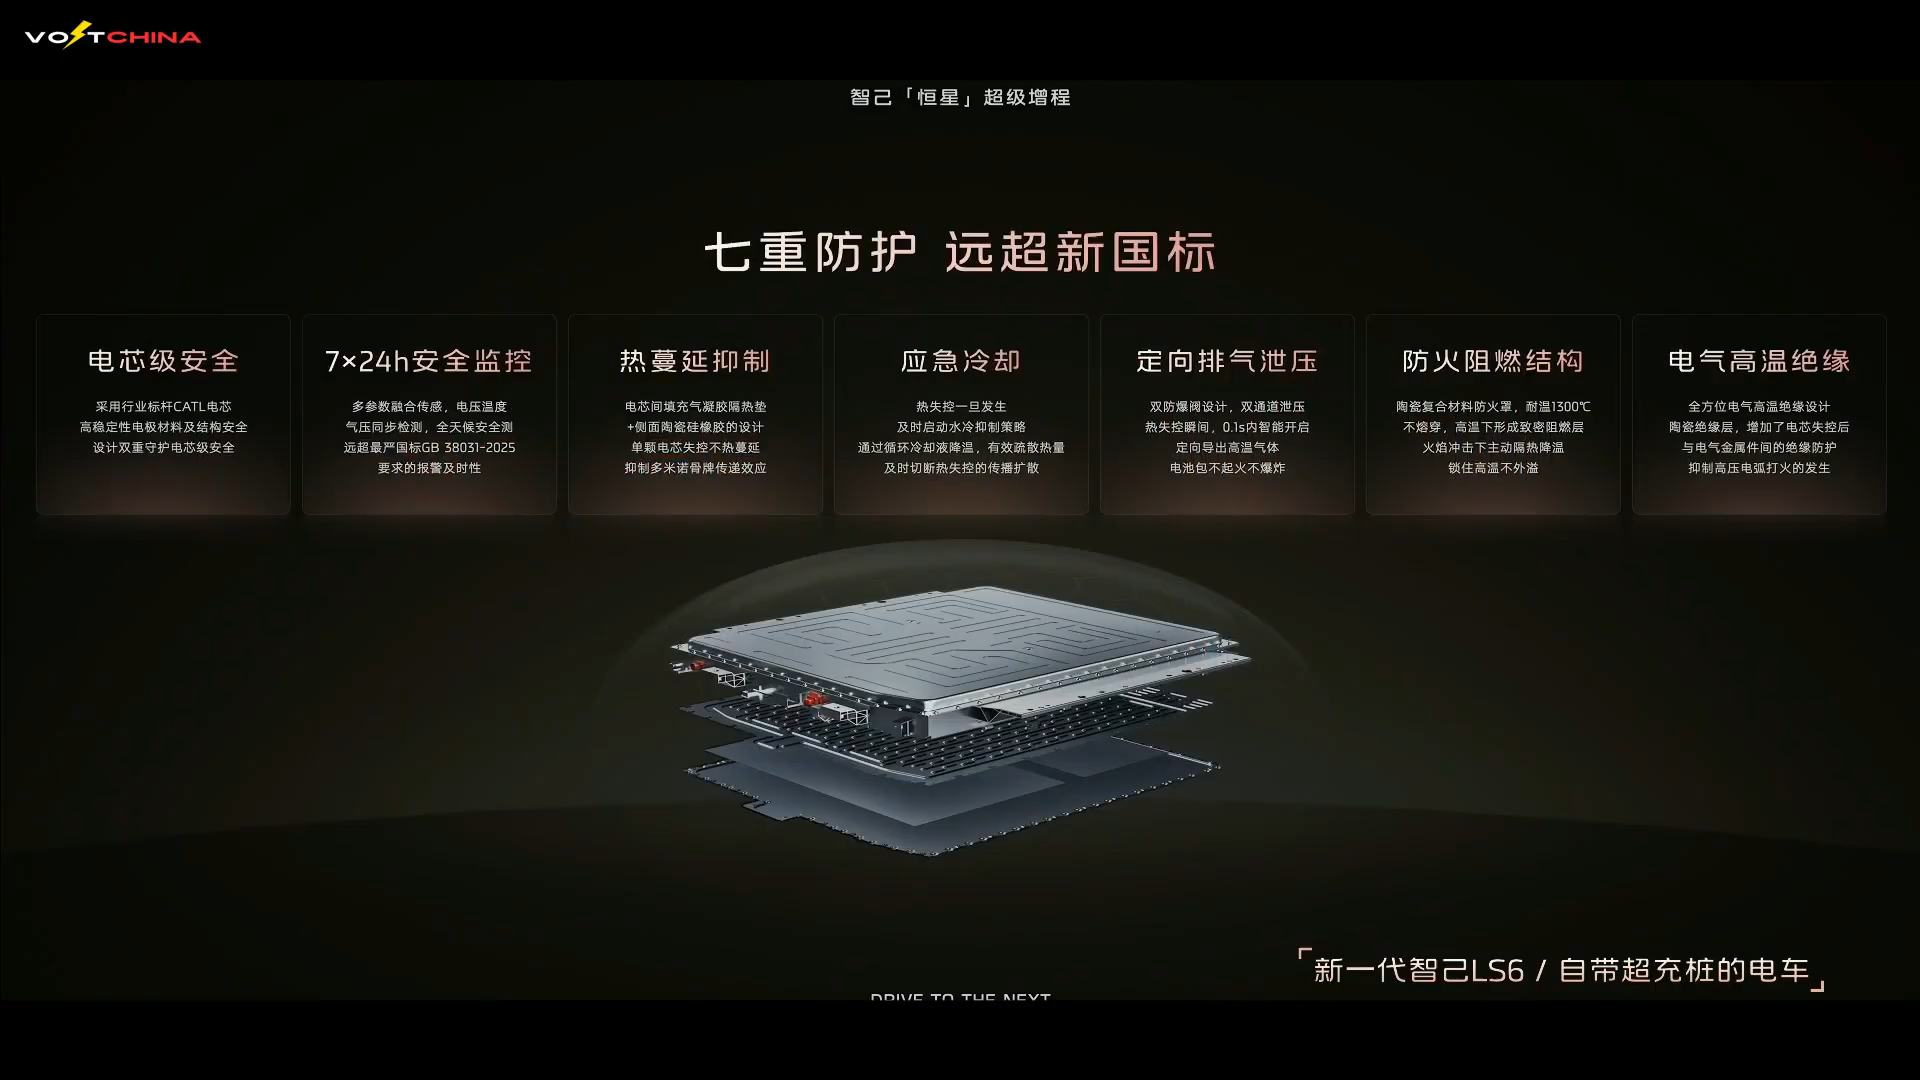 VOLTCHINA
智己「恒星」超级增程
七重防护 远超新国标
电芯级安全
采用行业标杆CATL电芯
高稳定性电极材料及结构安全
设计双重守护电芯级安全
7×24h安全监控
多参数融合传感，电压温度
气压同步检测，全天候安全测
远超最严国标GB 38031-2025
要求的报警及时性
热蔓延抑制
电芯间填充气凝胶隔热垫
+侧面陶瓷硅橡胶的设计
单颗电芯失控不热蔓延
抑制多米诺骨牌传递效应
应急冷却
热失控一旦发生
及时启动水冷抑制策略
通过循环冷却液降温，有效疏散热量
及时切断热失控的传播扩散
定向排气泄压
双防爆阀设计，双通道泄压
热失控瞬间，0.1s内智能开启
定向导出高温气体
电池包不起火不爆炸
防火阻燃结构
陶瓷复合材料防火罩，耐温1300℃
不熔穿，高温下形成致密阻燃层
火焰冲击下主动隔热降温
锁住高温不外溢
电气高温绝缘
全方位电气高温绝缘设计
陶瓷绝缘层，增加了电芯失控后
与电气金属件间的绝缘防护
抑制高压电弧打火的发生
「新一代智己LS6 / 自带超充桩的电车」
DRIVE TO THE NEXT